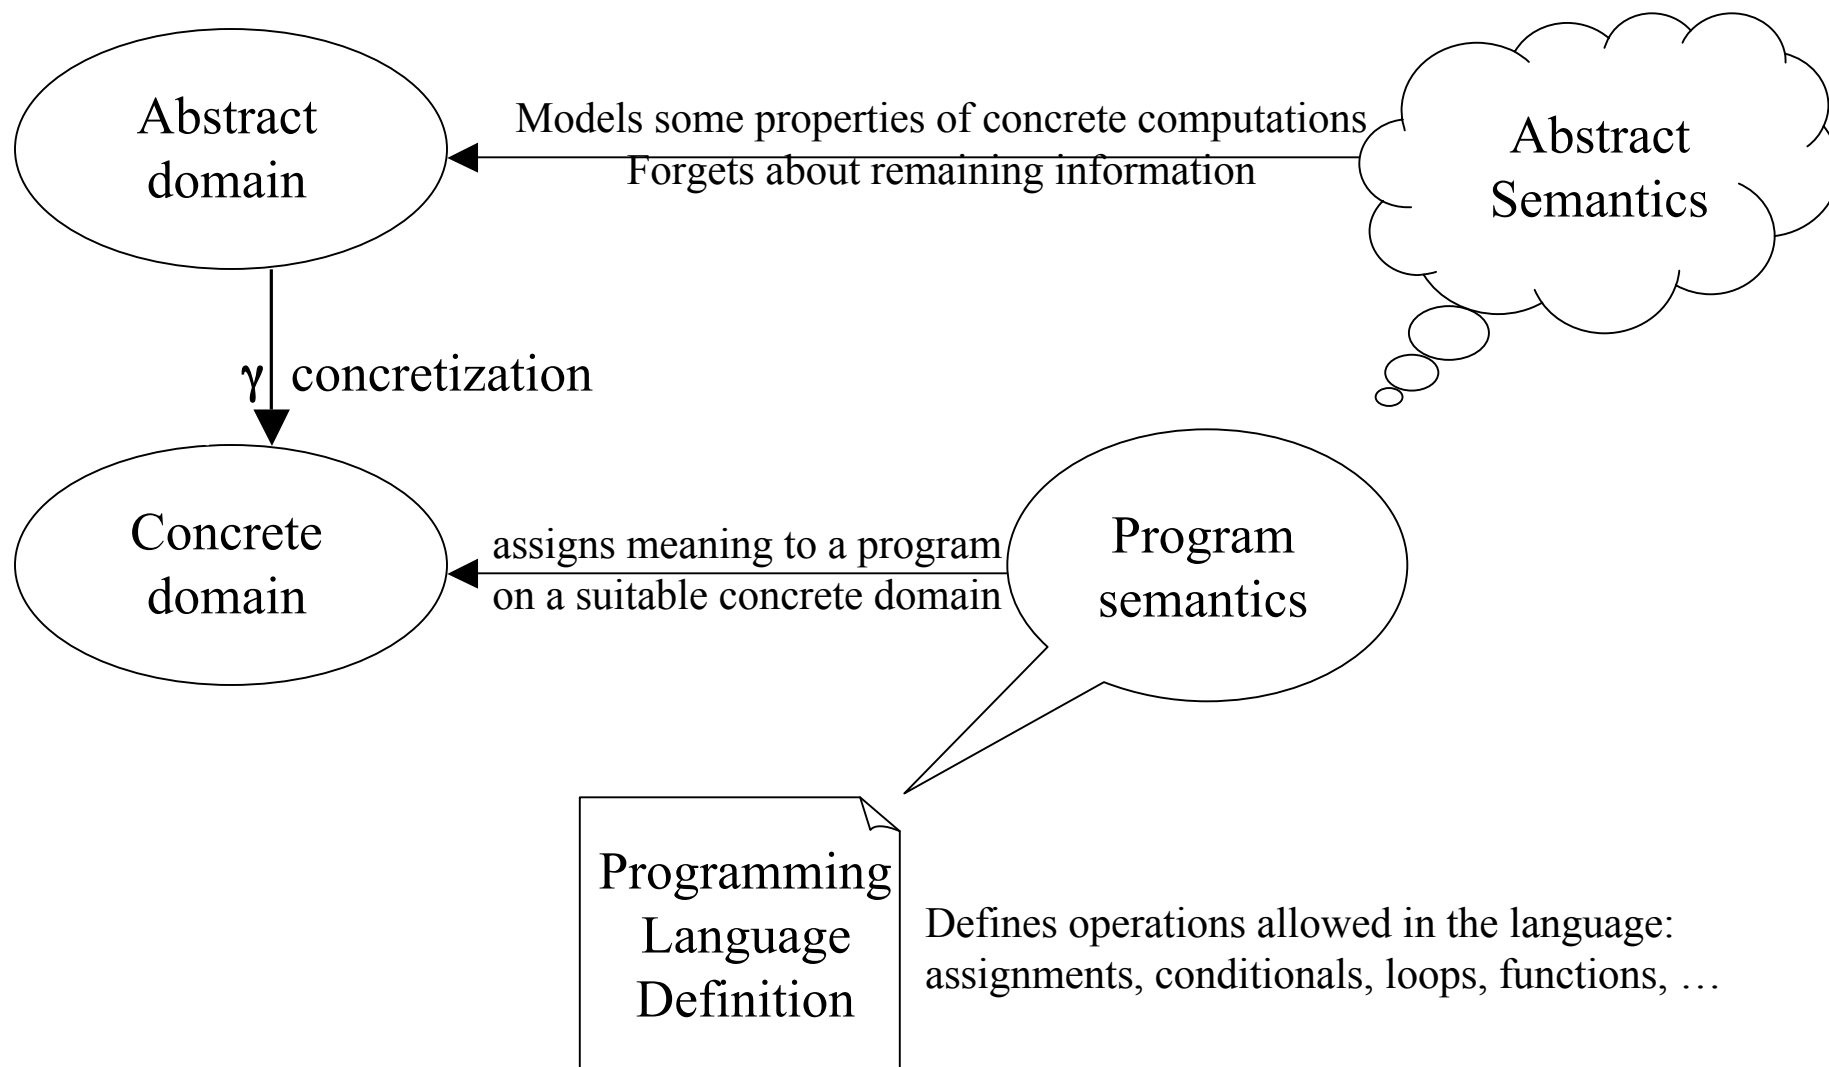 Abstract
domain
Models some properties of concrete computations
Forgets about remaining information
Abstract
Semantics
γ concretization
Concrete
domain
assigns meaning to a program
on a suitable concrete domain
Program
semantics
Programming
Language
Definition
Defines operations allowed in the language:
assignments, conditionals, loops, functions, …